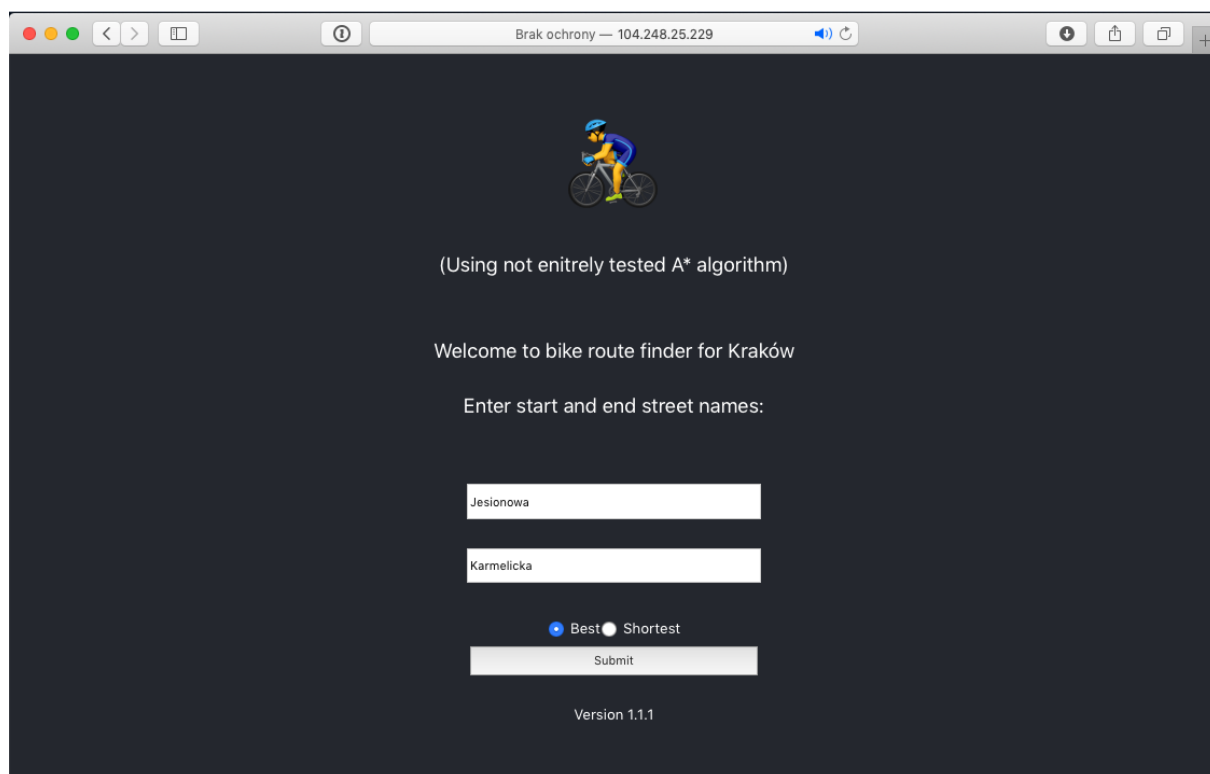 Brak ochrony — 104.248.25.229
(Using not enitrely tested A* algorithm)
Welcome to bike route finder for Kraków
Enter start and end street names:
Jesionowa
Karmelicka
Best Shortest
Submit
Version 1.1.1